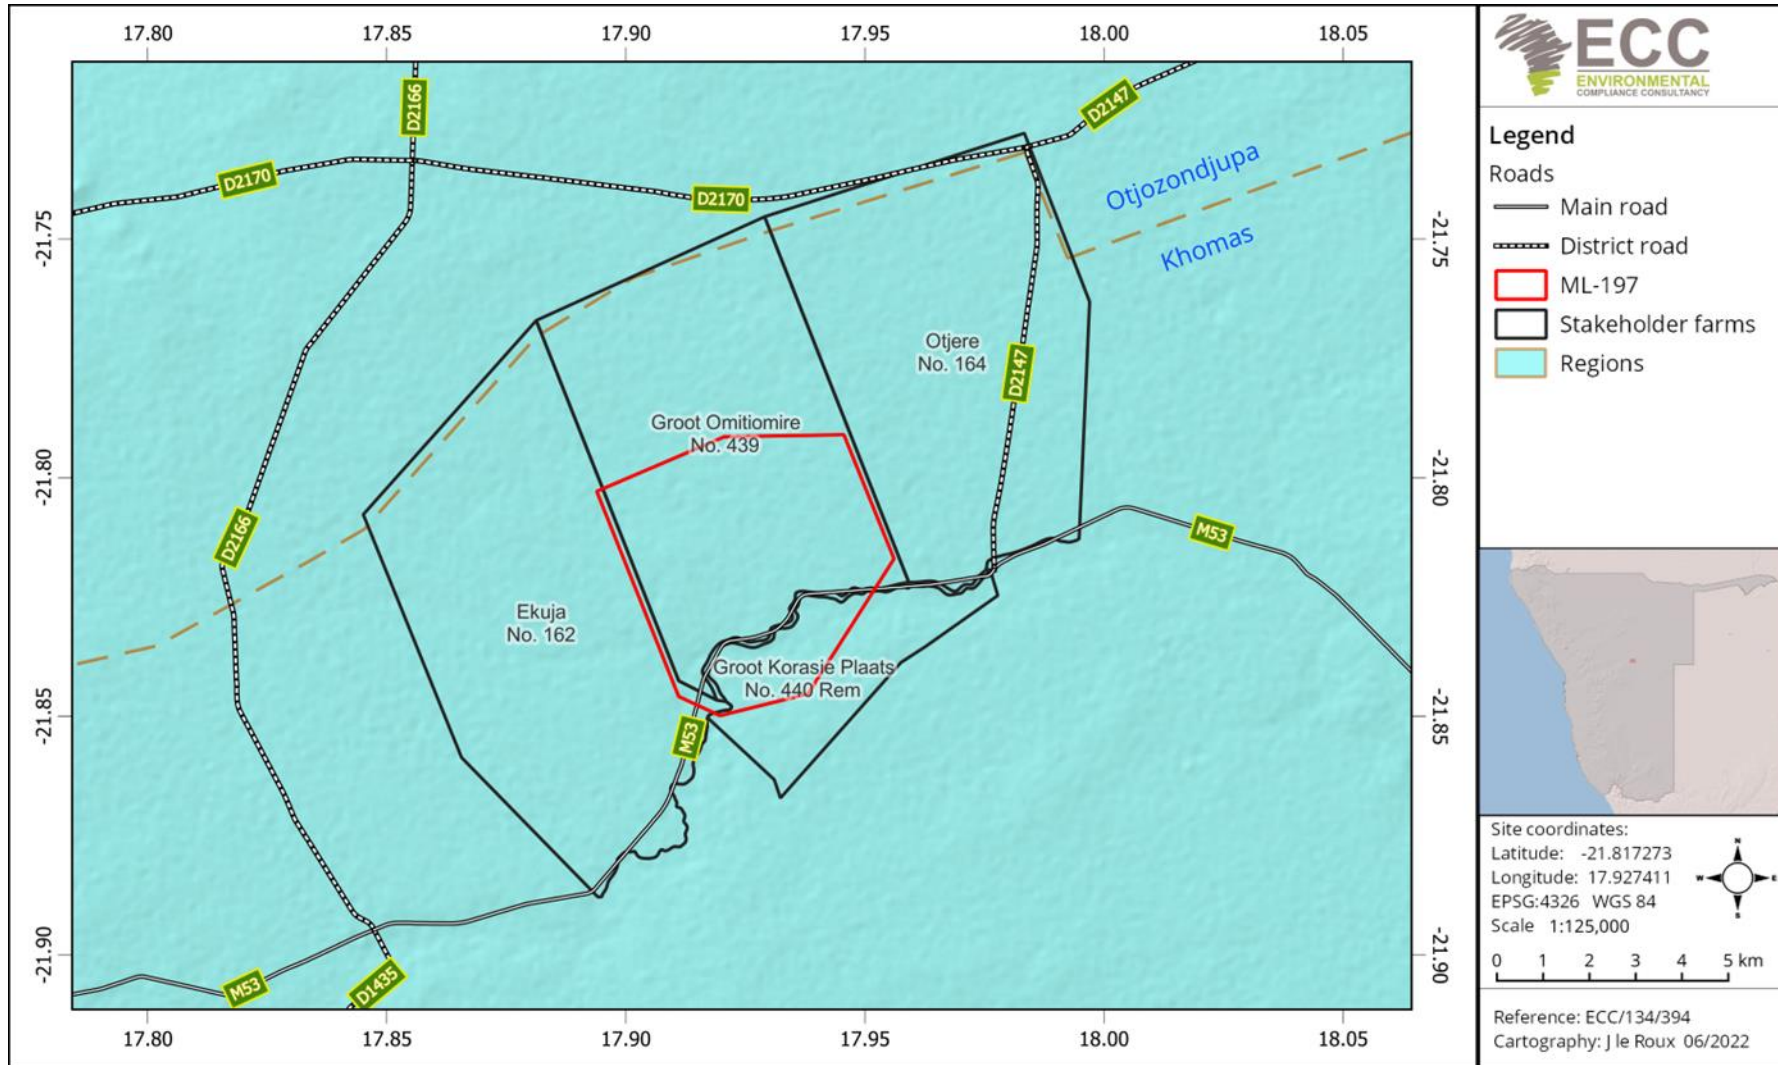 17.80 17.85 17.90 17.95 18.00 18.05
D2166
D2147
D2170
D2170
Otjozondjupa
Khomas
-21.75
-21.75
Otjere
No. 164
D2147
Groot Omitiomire
No. 439
-21.80
-21.80
D2166
M53
Ekuja
No. 162
Groot Korasie Plaats
No. 440 Rem
-21.85
-21.85
M53
-21.90
-21.90
M53
D1435
17.80 17.85 17.90 17.95 18.00 18.05
ECC
ENVIRONMENTAL
COMPLIANCE CONSULTANCY
Legend
Roads
Main road
District road
ML-197
Stakeholder farms
Regions
Site coordinates:
Latitude: -21.817273
Longitude: 17.927411
EPSG:4326 WGS 84
Scale 1:125,000
N
W E
S
0 1 2 3 4 5 km
Reference: ECC/134/394
Cartography: J le Roux 06/2022